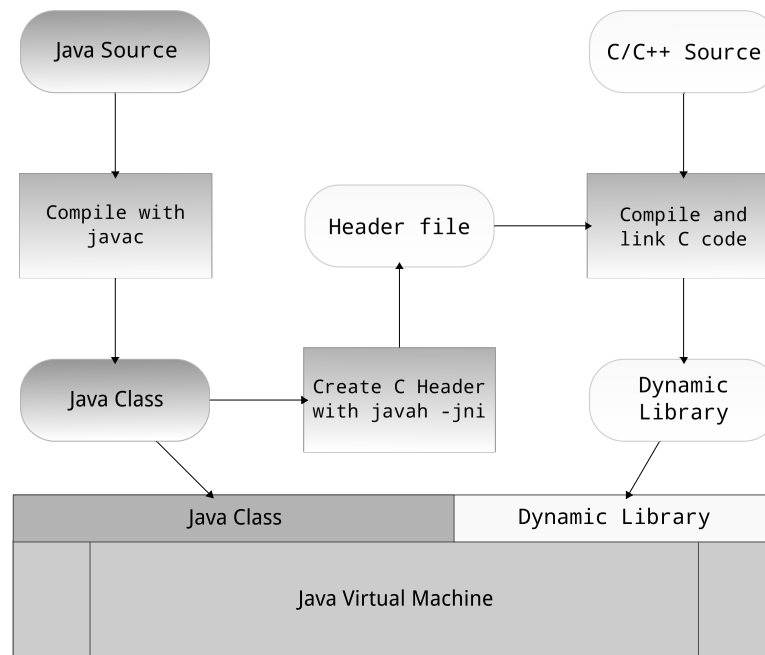 Java Source
C/C++ Source
Compile with
javac
Header file
Compile and
link C code
Java Class
Create C Header
with javah -jni
Dynamic
Library
Java Class
Dynamic Library
Java Virtual Machine